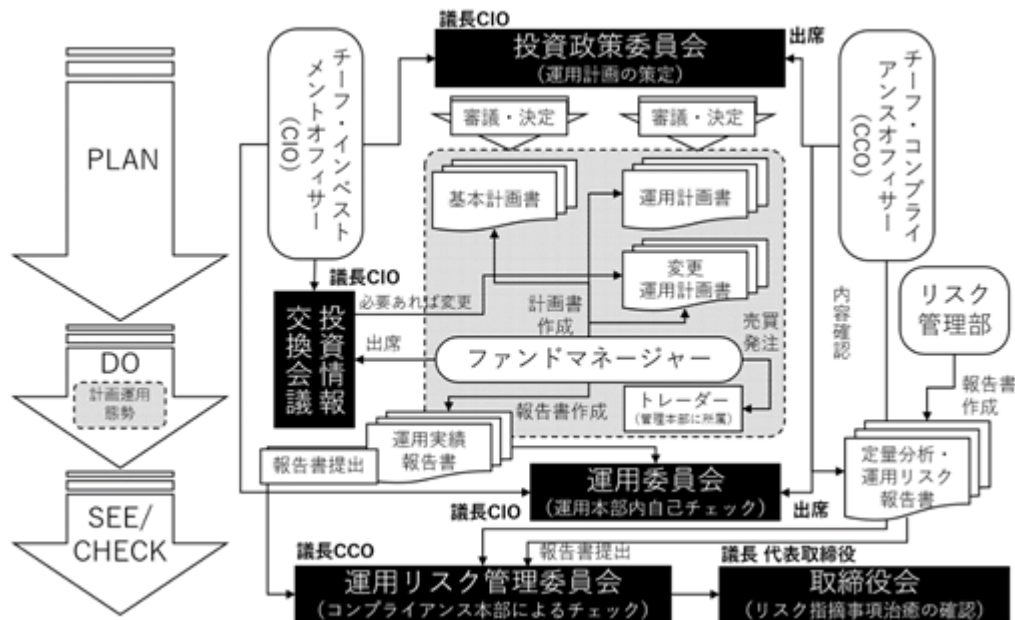 議長CIO
投資政策委員会
(運用計画の策定)
出席
チーフ・インベスト
メントオフィサー
(CIO)
チーフ・コンプライ
アンスオフィサー
(CCO)
PLAN
審議・決定
審議・決定
基本計画書
運用計画書
変更
運用計画書
議長CIO
必要あれば変更
計画書
作成
売買
発注
内容確認
リスク
管理部
投資情報
交換会議
出席
ファンドマネージャー
DO
計画運用
態勢
報告書作成
トレーダー
(管理本部に所属)
報告書
作成
運用実績
報告書
報告書提出
定量分析・
運用リスク
報告書
運用委員会
(運用本部内自己チェック)
議長CIO
出席
SEE/
CHECK
議長CCO
報告書提出
議長 代表取締役
運用リスク管理委員会
(コンプライアンス本部によるチェック)
取締役会
(リスク指摘事項治癒の確認)